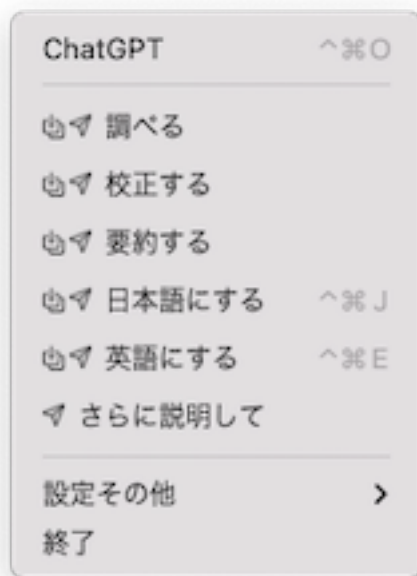 ChatGPT ^⌘O
調べる
校正する
要約する
日本語にする ^⌘J
英語にする ^⌘E
さらに説明して
設定その他 >
終了